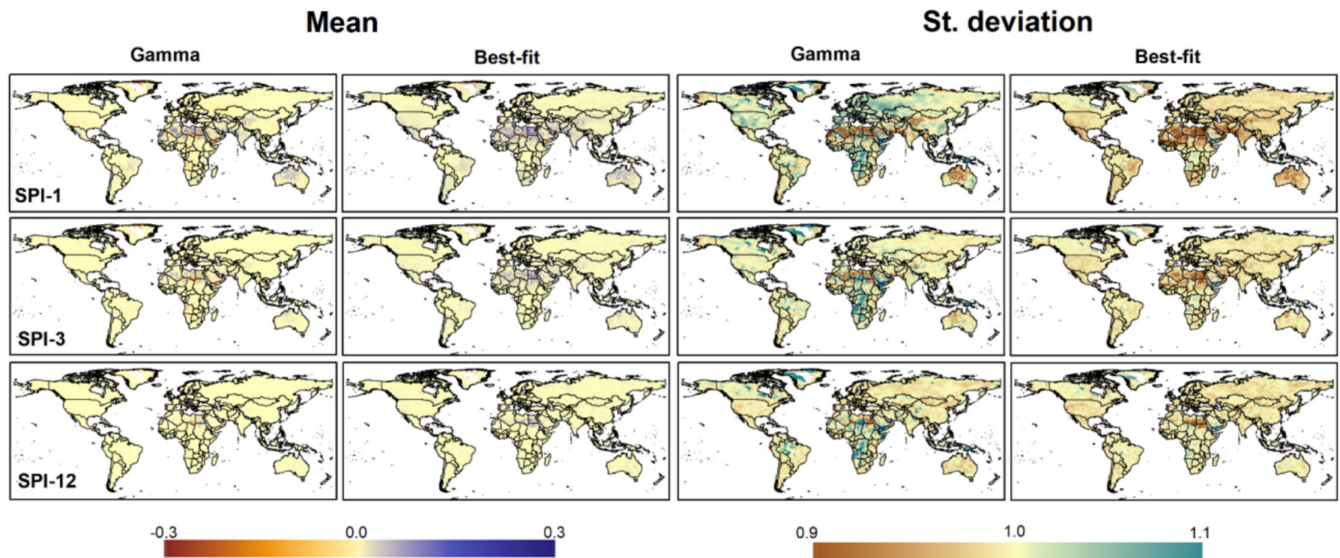 Mean St. deviation
Gamma Best-fit Gamma Best-fit
SPI-1
SPI-3
SPI-12
-0.3 0.0 0.3 0.9 1.0 1.1